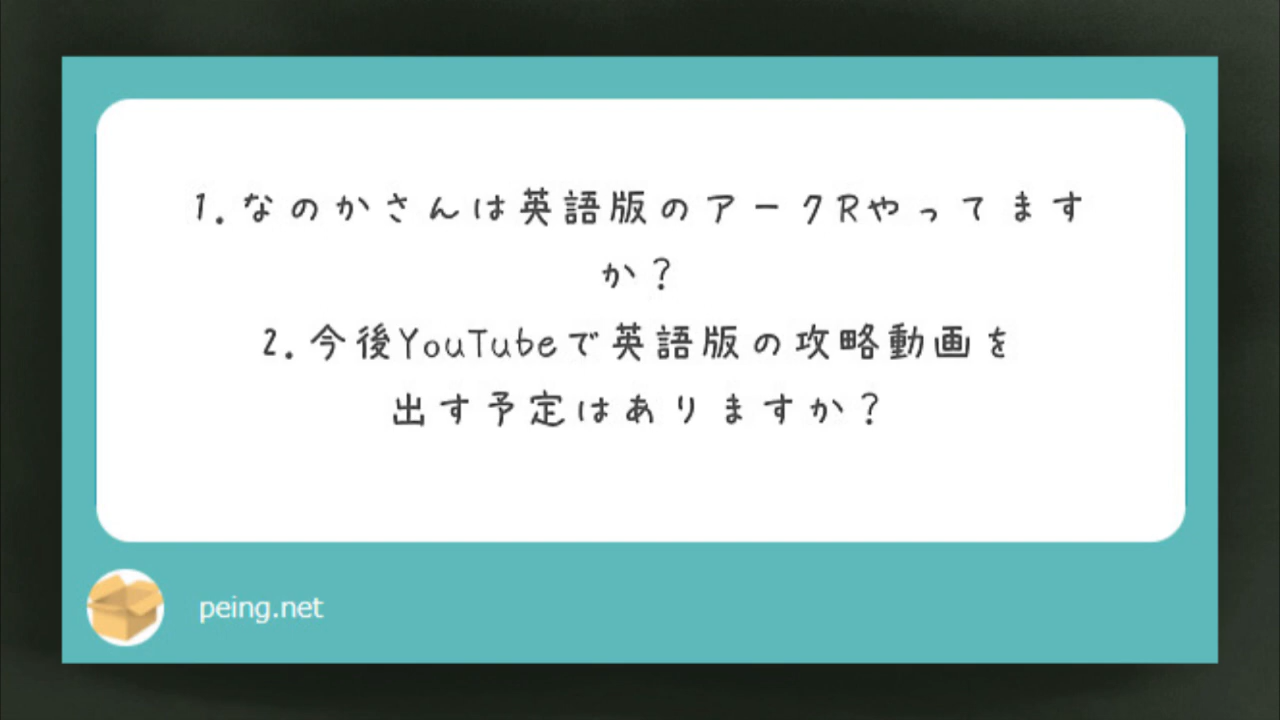 1.なのかさんは英語版のアークRやってます
か？
2.今後YouTubeで英語版の攻略動画を
出す予定はありますか？
peing.net